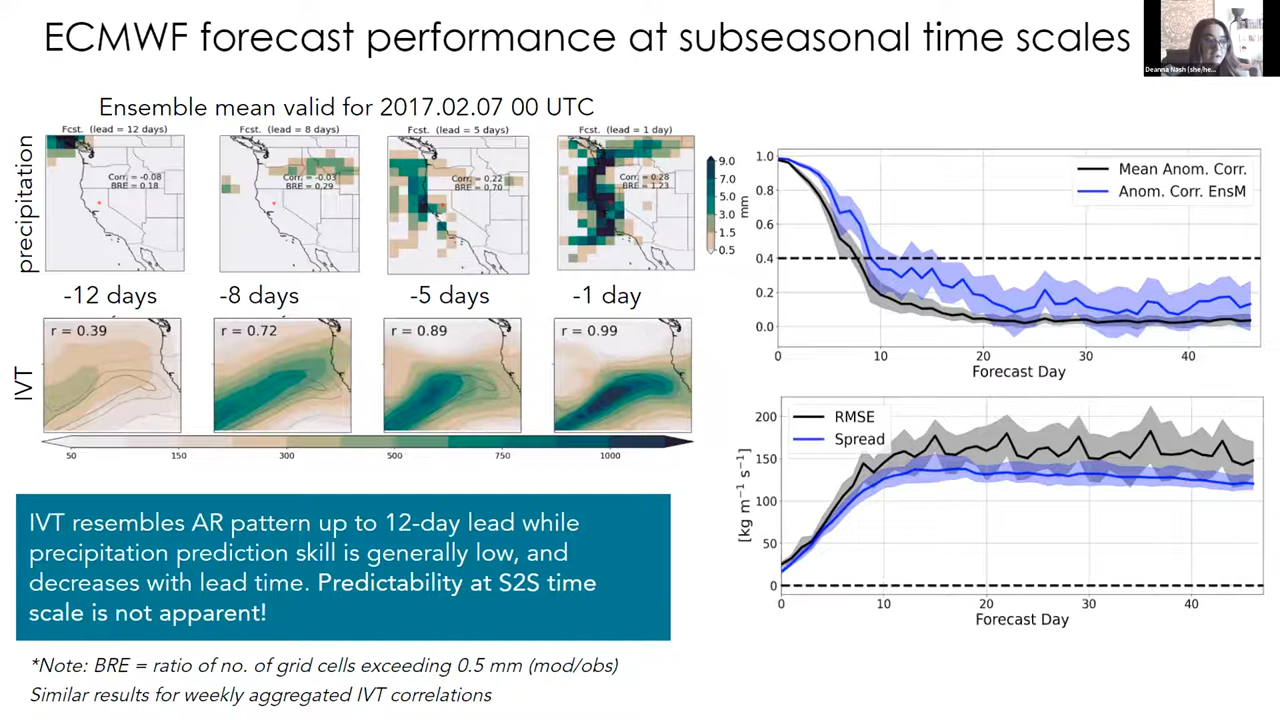 ECMWF forecast performance at subseasonal time scales
Deanna Nash (she/he...
Ensemble mean valid for 2017.02.07 00 UTC
precipitation
Fcst. (lead = 12 days)
Corr. = -0.08
BRE = 0.18
Fcst. (lead = 8 days)
Corr. = -0.03
BRE = 0.29
Fcst. (lead = 5 days)
Corr. = 0.22
BRE = 0.70
Fcst. (lead = 1 day)
Corr. = 0.28
BRE = 1.23
9.0
7.0
5.0
3.0
1.5
0.5
mm
-12 days
-8 days
-5 days
-1 day
IVT
r = 0.39
r = 0.72
r = 0.89
r = 0.99
50 150 300 500 750 1000
IVT resembles AR pattern up to 12-day lead while
precipitation prediction skill is generally low, and
decreases with lead time. Predictability at S2S time
scale is not apparent!
*Note: BRE = ratio of no. of grid cells exceeding 0.5 mm (mod/obs)
Similar results for weekly aggregated IVT correlations
Mean Anom. Corr.
Anom. Corr. EnsM
1.0
0.8
0.6
0.4
0.2
0.0
0 10 20 30 40
Forecast Day
RMSE
Spread
[kg m⁻¹ s⁻¹]
200
150
100
50
0
0 10 20 30 40
Forecast Day